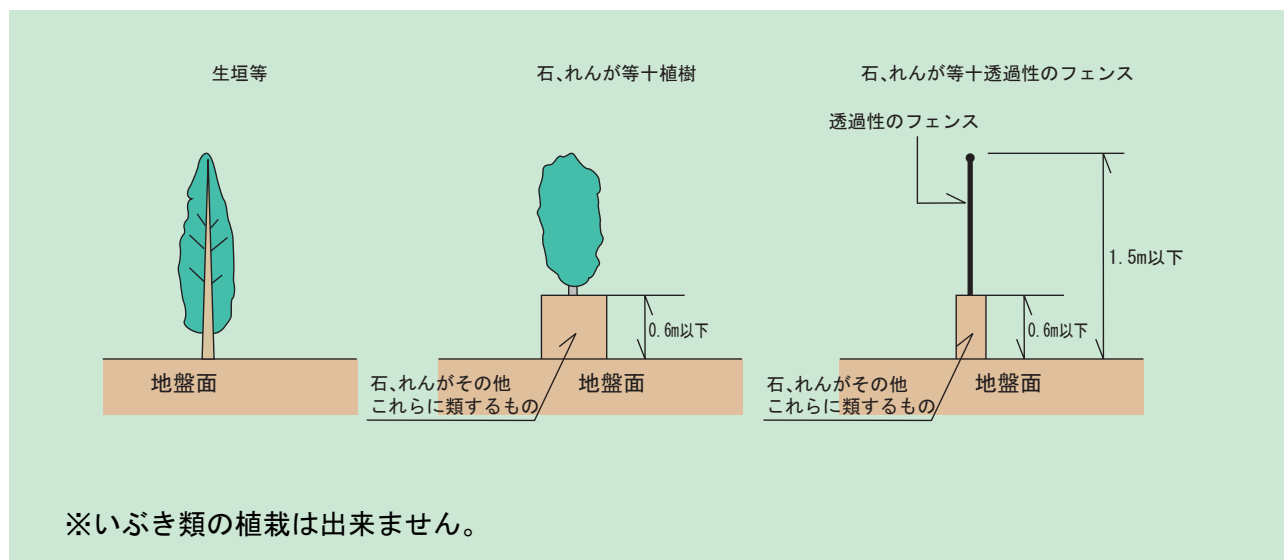 生垣等
石、れんが等十植樹
石、れんが等十透過性のフェンス
透過性のフェンス
1.5m以下
0.6m以下
0.6m以下
地盤面
地盤面
地盤面
石、れんがその他
これらに類するもの
石、れんがその他
これらに類するもの
※いぶき類の植栽は出来ません。